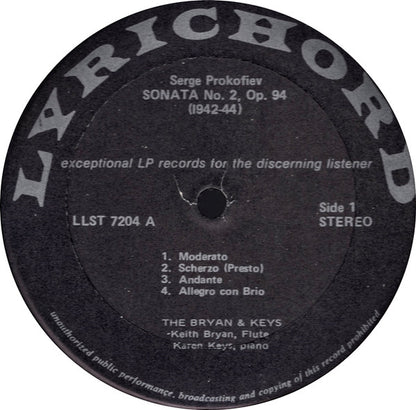 LYRICHORD
Serge Prokofiev
SONATA No. 2, Op. 94
(1942-44)
exceptional LP records for the discerning listener
LLST 7204 A
Side 1
STEREO
1. Moderato
2. Scherzo (Presto)
3. Andante
4. Allegro con Brio
THE BRYAN & KEYS
Keith Bryan, Flute
Karen Keys, piano
unauthorized public performance, broadcasting and copying of this record prohibited